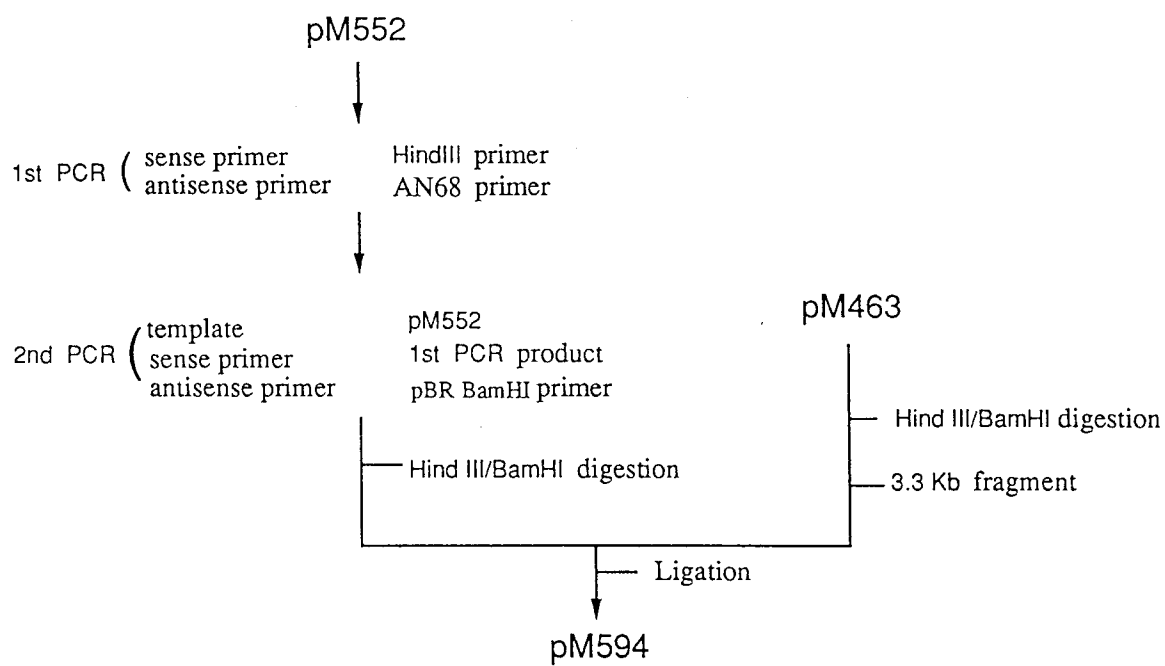 pM552
1st PCR ( sense primer HindIII primer
antisense primer AN68 primer
2nd PCR ( template pM552
sense primer 1st PCR product
antisense primer pBR BamHI primer
pM463
Hind III/BamHI digestion
Hind III/BamHI digestion
3.3 Kb fragment
Ligation
pM594